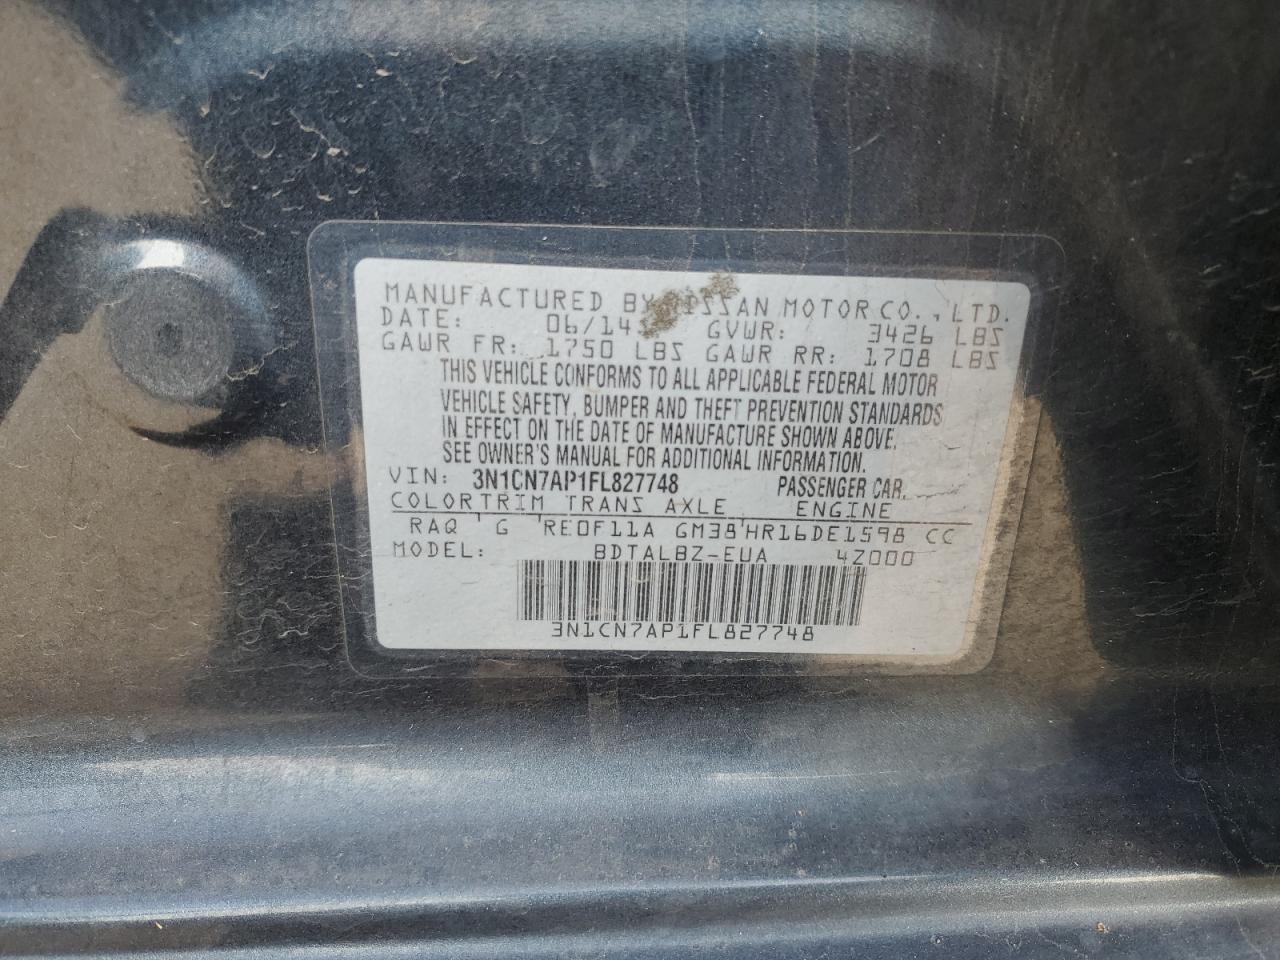 MANUFACTURED BY NISSAN MOTOR CO., LTD.
DATE: 06/14 GVWR: 3426 LBS
GAWR FR: 1750 LBS GAWR RR: 1708 LBS
THIS VEHICLE CONFORMS TO ALL APPLICABLE FEDERAL MOTOR
VEHICLE SAFETY, BUMPER AND THEFT PREVENTION STANDARDS
IN EFFECT ON THE DATE OF MANUFACTURE SHOWN ABOVE.
SEE OWNER'S MANUAL FOR ADDITIONAL INFORMATION.
VIN: 3N1CN7AP1FL827748 PASSENGER CAR.
COLOR TRIM TRANS AXLE ENGINE
RAQ G RE0F11A GM38 HR16DE1598 CC
MODEL: BDTALBZ-EUA 4Z000
3N1CN7AP1FL827748